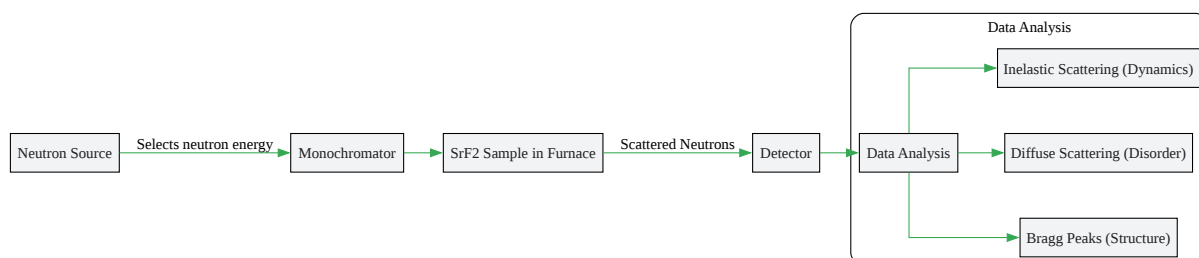 Data Analysis
Inelastic Scattering (Dynamics)
Neutron Source
Selects neutron energy
Monochromator
SrF2 Sample in Furnace
Scattered Neutrons
Detector
Data Analysis
Diffuse Scattering (Disorder)
Bragg Peaks (Structure)